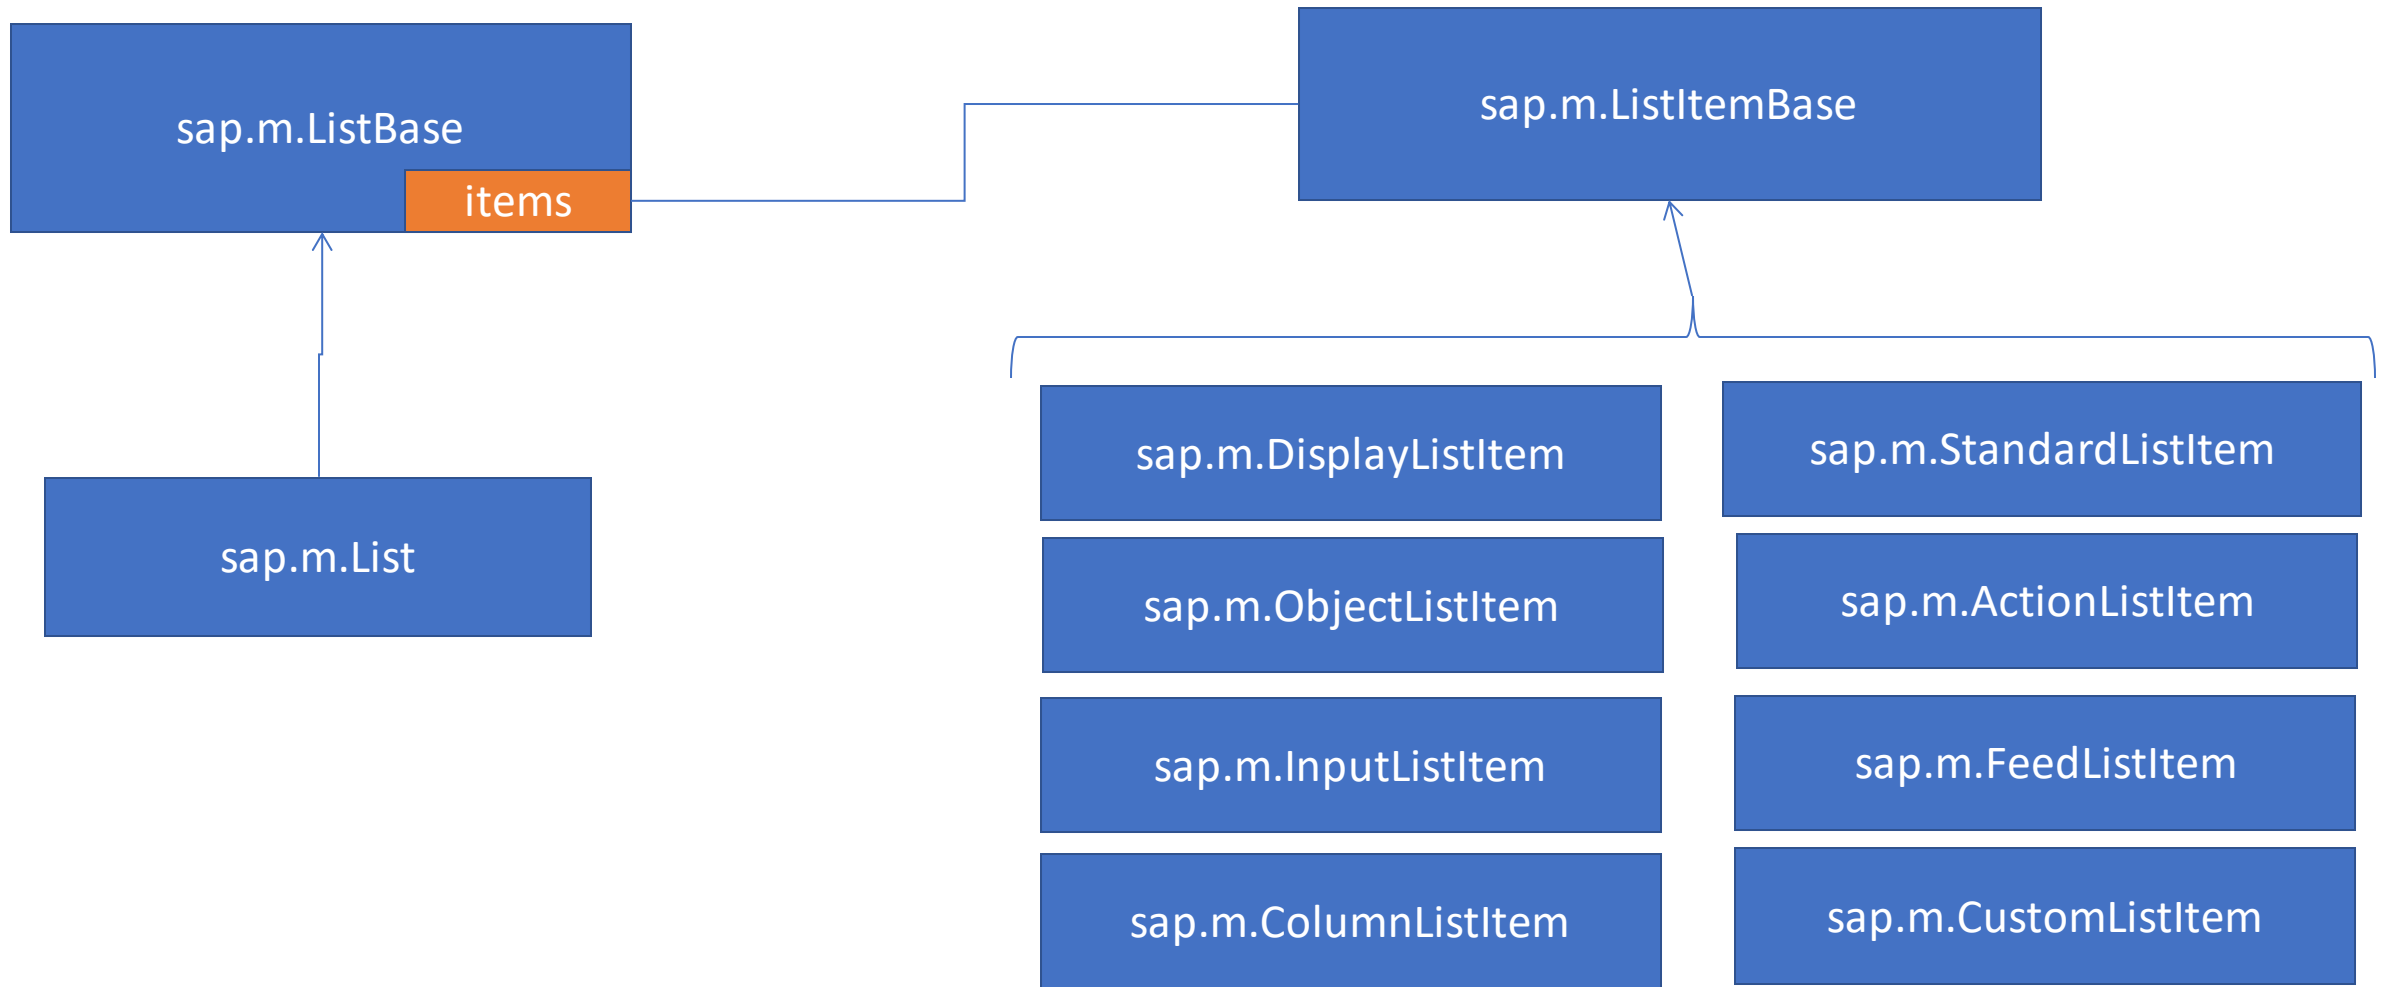 sap.m.ListBase
items
sap.m.ListItemBase
sap.m.List
sap.m.DisplayListItem
sap.m.StandardListItem
sap.m.ObjectListItem
sap.m.ActionListItem
sap.m.InputListItem
sap.m.FeedListItem
sap.m.ColumnListItem
sap.m.CustomListItem